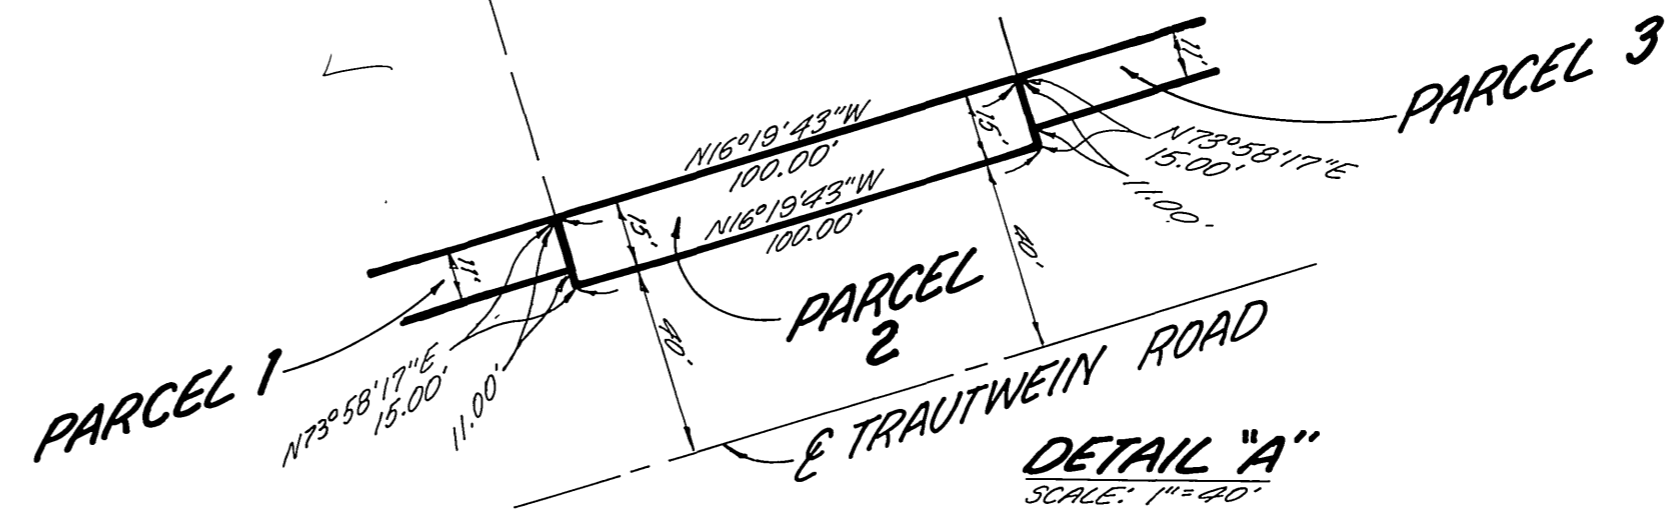 PARCEL 3
11'
N16°19'43"W
100.00'
15'
N73°58'17"E
15.00'
11.00'
N16°19'43"W
100.00'
15'
40'
11'
PARCEL
2
PARCEL 1
N73°58'17"E
15.00'
11.00'
40'
℄ TRAUTWEIN ROAD
DETAIL "A"
SCALE: 1"=40'